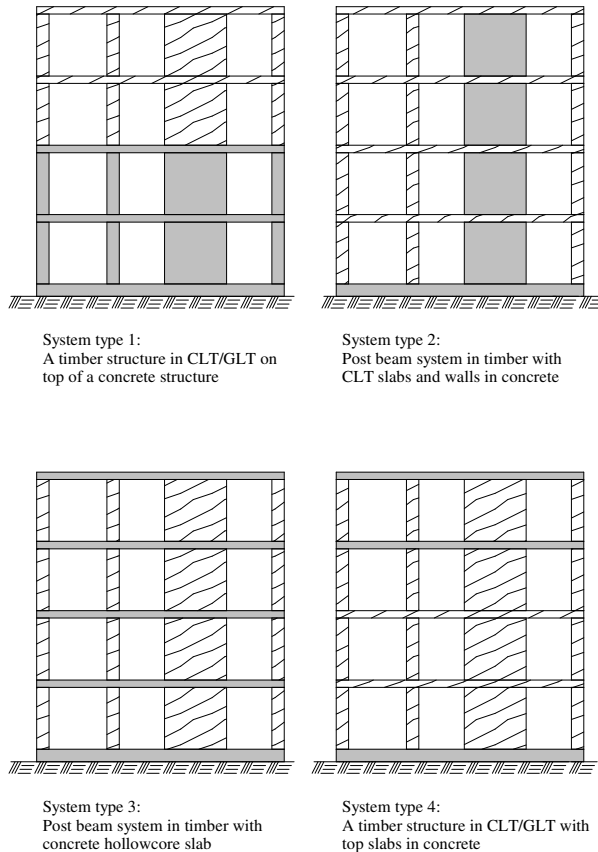 System type 1:
A timber structure in CLT/GLT on
top of a concrete structure
System type 2:
Post beam system in timber with
CLT slabs and walls in concrete
System type 3:
Post beam system in timber with
concrete hollowcore slab
System type 4:
A timber structure in CLT/GLT with
top slabs in concrete